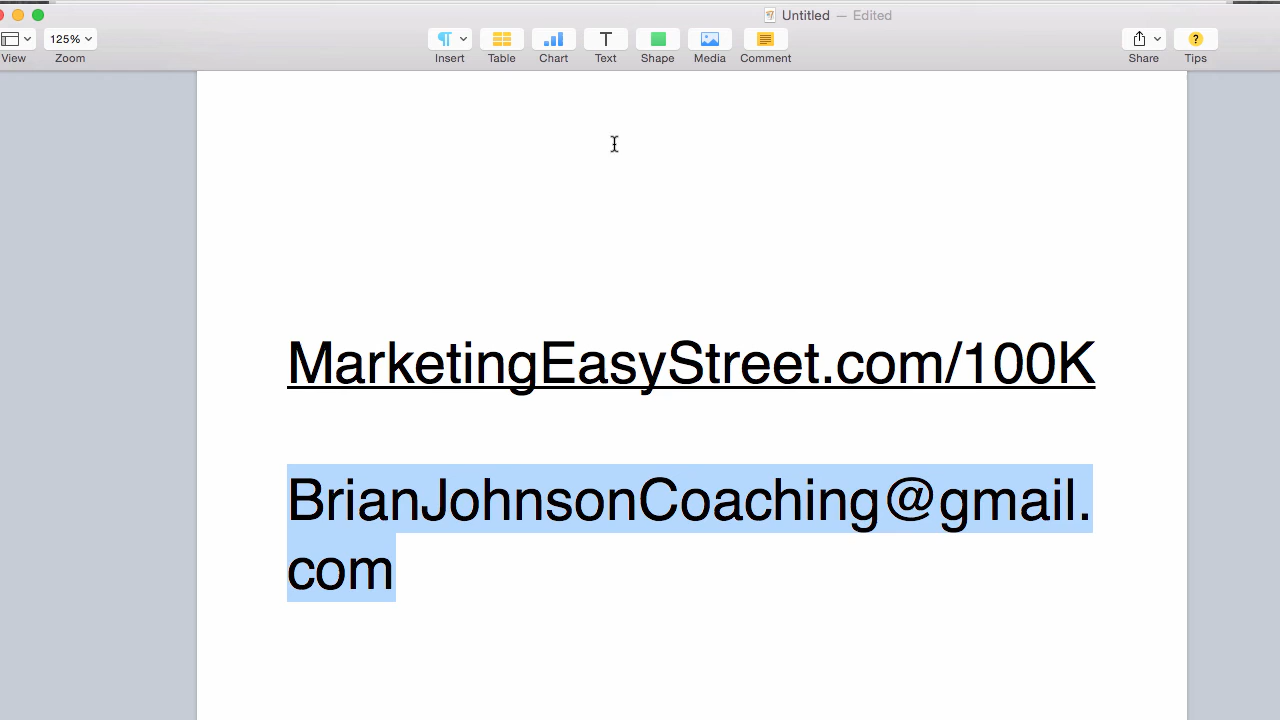 Untitled — Edited
125%
View Zoom Insert Table Chart Text Shape Media Comment Share Tips
MarketingEasyStreet.com/100K
BrianJohnsonCoaching@gmail.
com